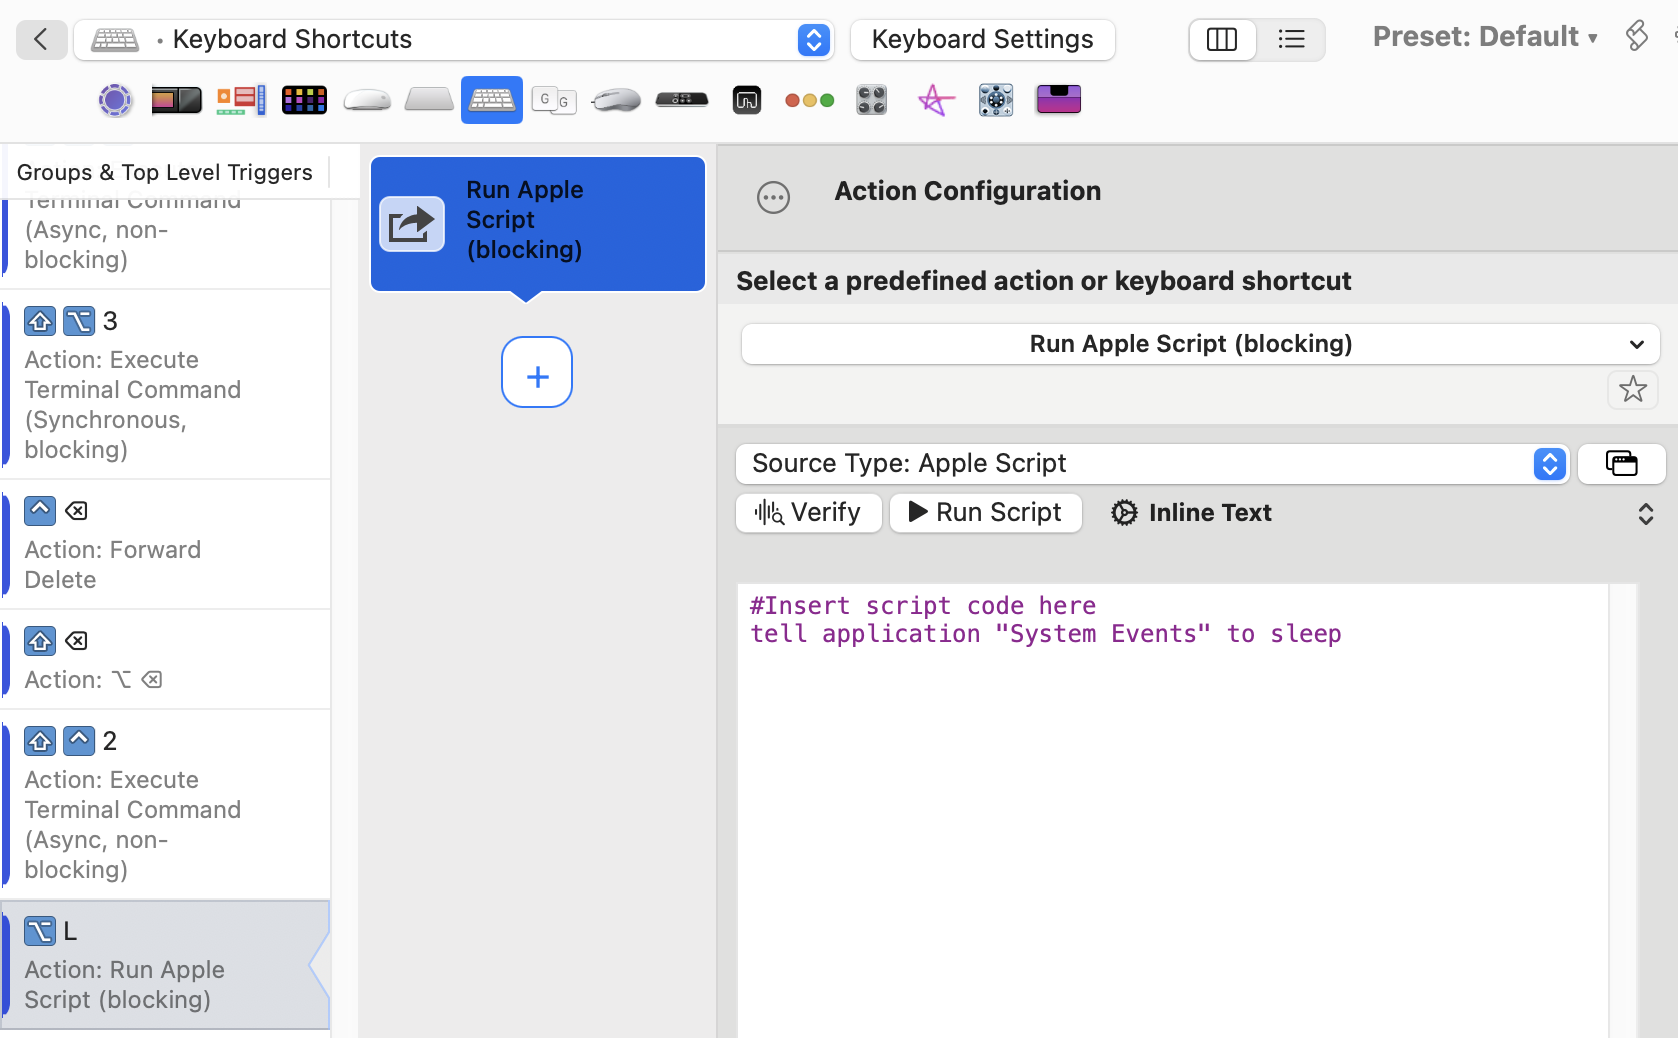 Keyboard Shortcuts
Keyboard Settings
Preset: Default
G G
Groups & Top Level Triggers
Terminal Command
(Async, non-
blocking)
3
Action: Execute
Terminal Command
(Synchronous,
blocking)
Action: Forward
Delete
Action: ⌥ ⌫
2
Action: Execute
Terminal Command
(Async, non-
blocking)
L
Action: Run Apple
Script (blocking)
Run Apple
Script
(blocking)
Action Configuration
Select a predefined action or keyboard shortcut
Run Apple Script (blocking)
Source Type: Apple Script
Verify
Run Script
Inline Text
#Insert script code here
tell application "System Events" to sleep